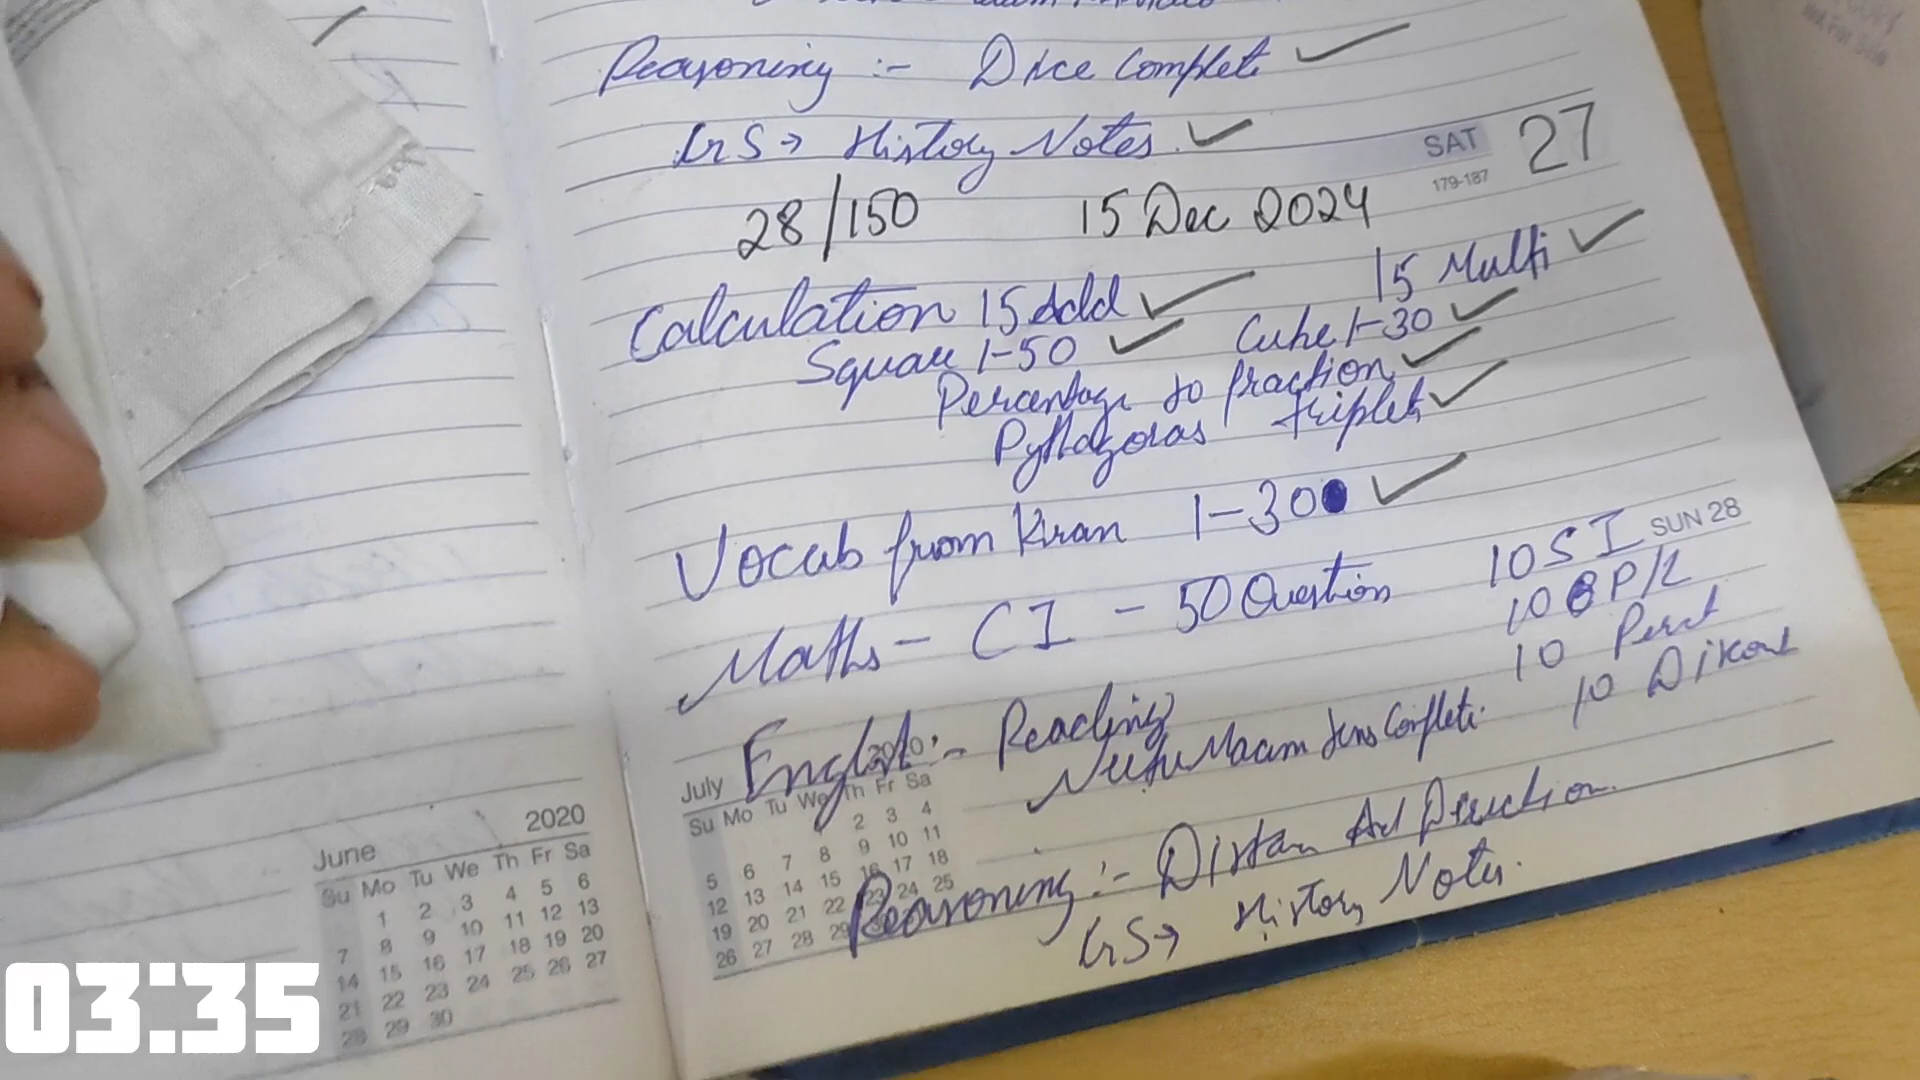 Reasoning :- Dice Complete
GS → History Notes.
SAT 27
179-187
28/150 15 Dec 2024
Calculation 15 Add 15 Multi
Square 1-50 Cube 1-30
Percentage to fraction
Pythagoras triplets
Vocab from Kiran 1-30
SUN 28
Maths - CI - 50 Question 10 SI
10 P/L
10
10
English :- Reading
Neetu Maam
Reasoning :- Distan And Direction
GS → History Notes.
June 2020
Su Mo Tu We Th Fr Sa
1 2 3 4 5 6
7 8 9 10 11 12 13
14 15 16 17 18 19 20
21 22 23 24 25 26 27
28 29 30
July 2020
Su Mo Tu We Th Fr Sa
2 3 4
5 6 7 8 9 10 11
12 13 14 15 16 17 18
19 20 21 22 23 24 25
26 27 28 29
03:35